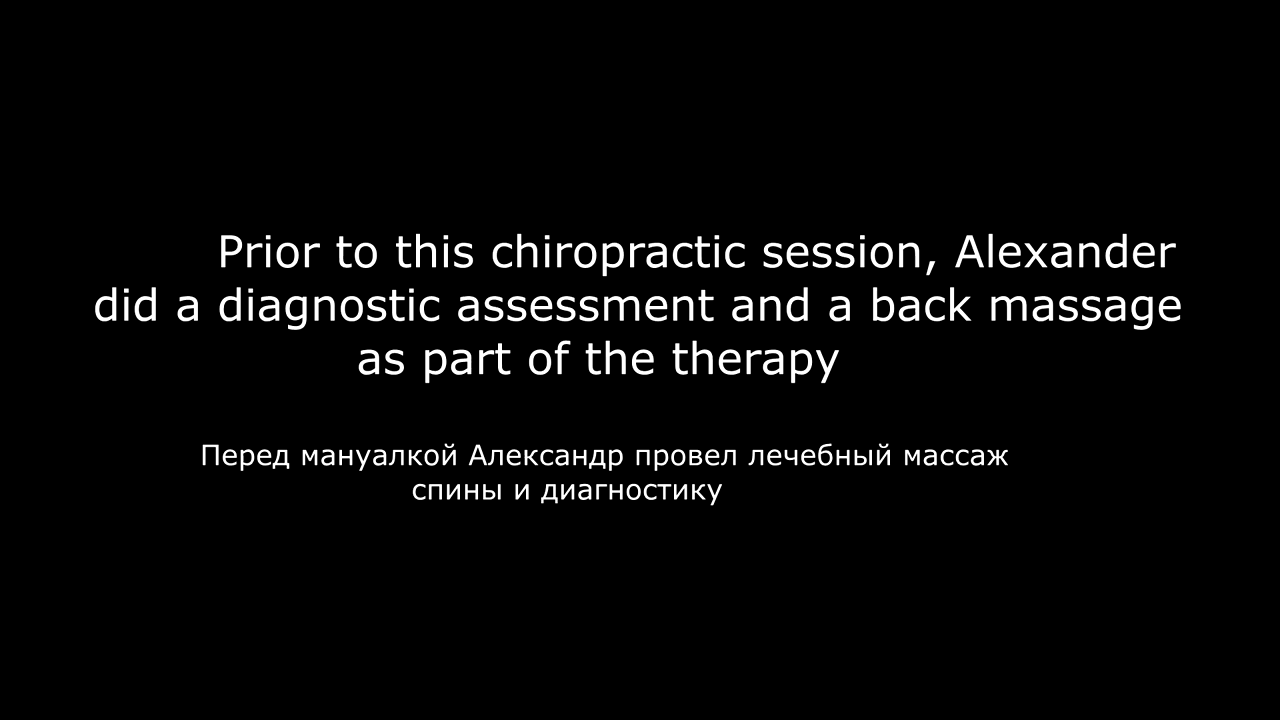 Prior to this chiropractic session, Alexander
did a diagnostic assessment and a back massage
as part of the therapy
Перед мануалкой Александр провел лечебный массаж
спины и диагностику